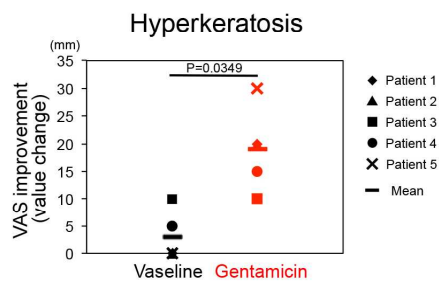 Hyperkeratosis
(mm)
VAS improvement
(value change)
35
30
25
20
15
10
5
0
P=0.0349
Vaseline
Gentamicin
Patient 1
Patient 2
Patient 3
Patient 4
Patient 5
Mean